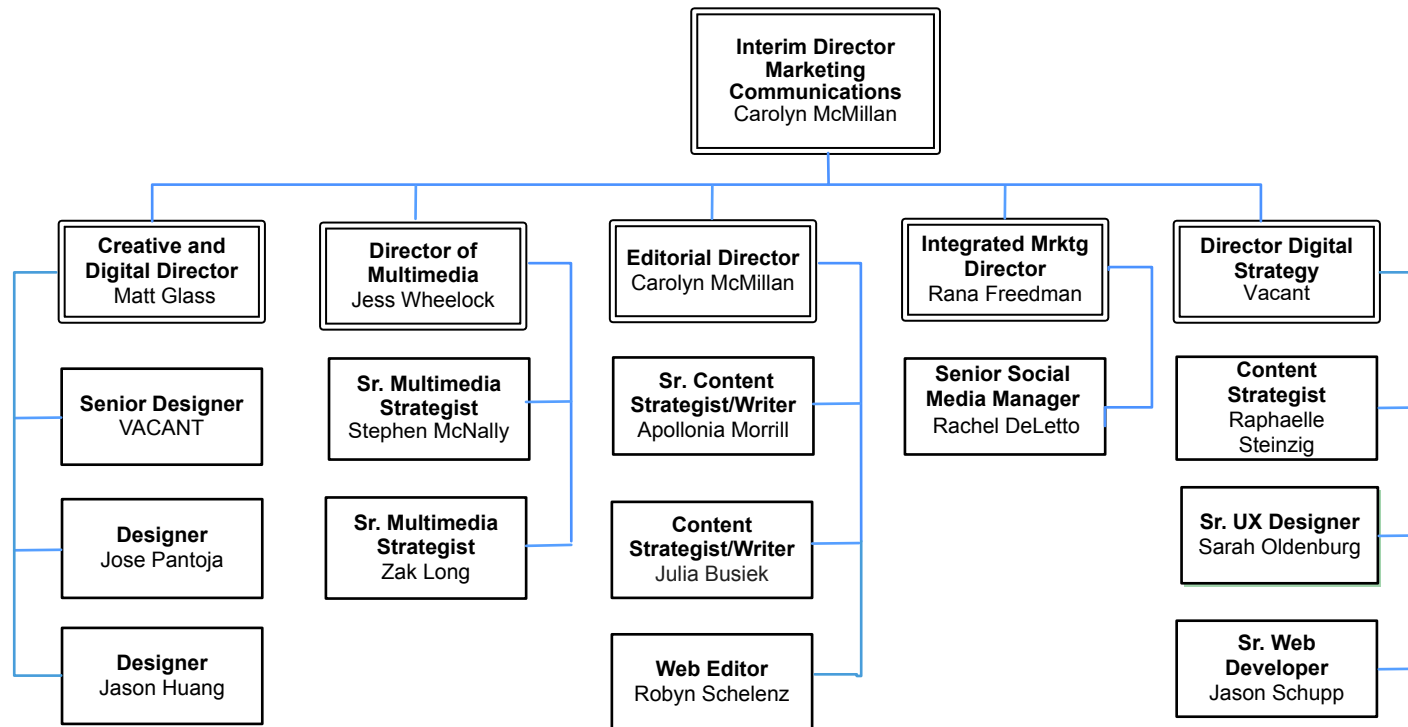 Interim Director
Marketing
Communications
Carolyn McMillan
Creative and
Digital Director
Matt Glass
Director of
Multimedia
Jess Wheelock
Editorial Director
Carolyn McMillan
Integrated Mrktg
Director
Rana Freedman
Director Digital
Strategy
Vacant
Senior Designer
VACANT
Sr. Multimedia
Strategist
Stephen McNally
Sr. Content
Strategist/Writer
Apollonia Morrill
Senior Social
Media Manager
Rachel DeLetto
Content
Strategist
Raphaelle
Steinzig
Designer
Jose Pantoja
Sr. Multimedia
Strategist
Zak Long
Content
Strategist/Writer
Julia Busiek
Sr. UX Designer
Sarah Oldenburg
Designer
Jason Huang
Web Editor
Robyn Schelenz
Sr. Web
Developer
Jason Schupp